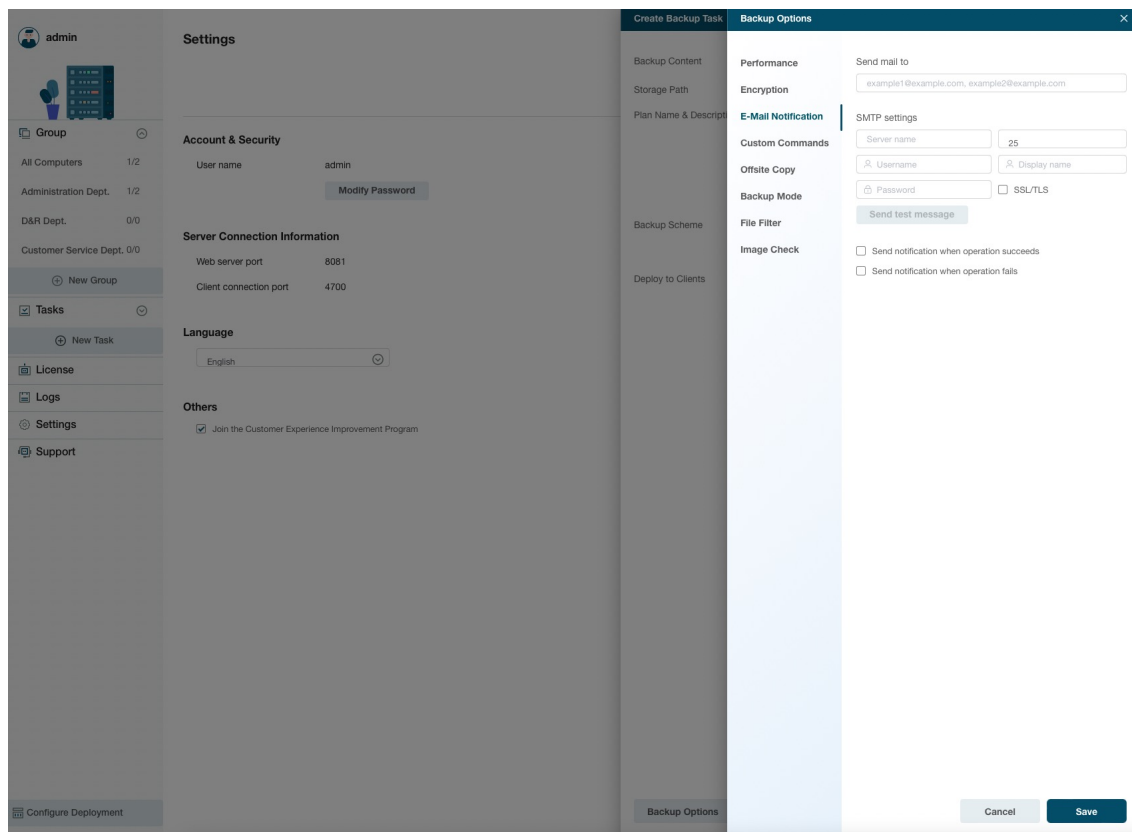 admin
Group
All Computers 1/2
Administration Dept. 1/2
D&R Dept. 0/0
Customer Service Dept. 0/0
New Group
Tasks
New Task
License
Logs
Settings
Support
Configure Deployment
Settings
Account & Security
User name admin
Modify Password
Server Connection Information
Web server port 8081
Client connection port 4700
Language
English
Others
Join the Customer Experience Improvement Program
Create Backup Task
Backup Content
Storage Path
Plan Name & Descripti
Backup Scheme
Deploy to Clients
Backup Options
Backup Options
Performance
Encryption
E-Mail Notification
Custom Commands
Offsite Copy
Backup Mode
File Filter
Image Check
Send mail to
example1@example.com, example2@example.com
SMTP settings
Server name 25
Username Display name
Password SSL/TLS
Send test message
Send notification when operation succeeds
Send notification when operation fails
Cancel Save